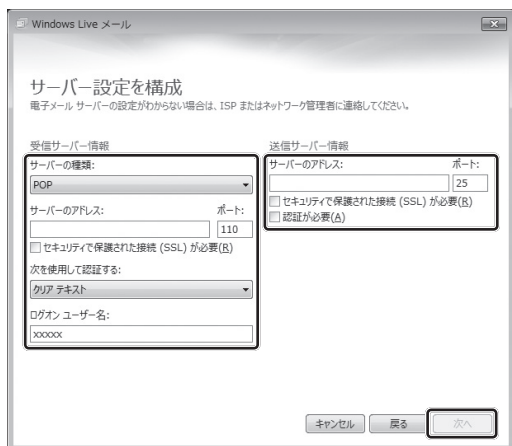 Windows Live メール
サーバー設定を構成
電子メール サーバーの設定がわからない場合は、ISP またはネットワーク管理者に連絡してください。
受信サーバー情報
サーバーの種類:
POP
サーバーのアドレス: ポート:
110
セキュリティで保護された接続 (SSL) が必要(R)
次を使用して認証する:
クリア テキスト
ログオン ユーザー名:
xxxxx
送信サーバー情報
サーバーのアドレス: ポート:
25
セキュリティで保護された接続 (SSL) が必要(R)
認証が必要(A)
キャンセル 戻る 次へ